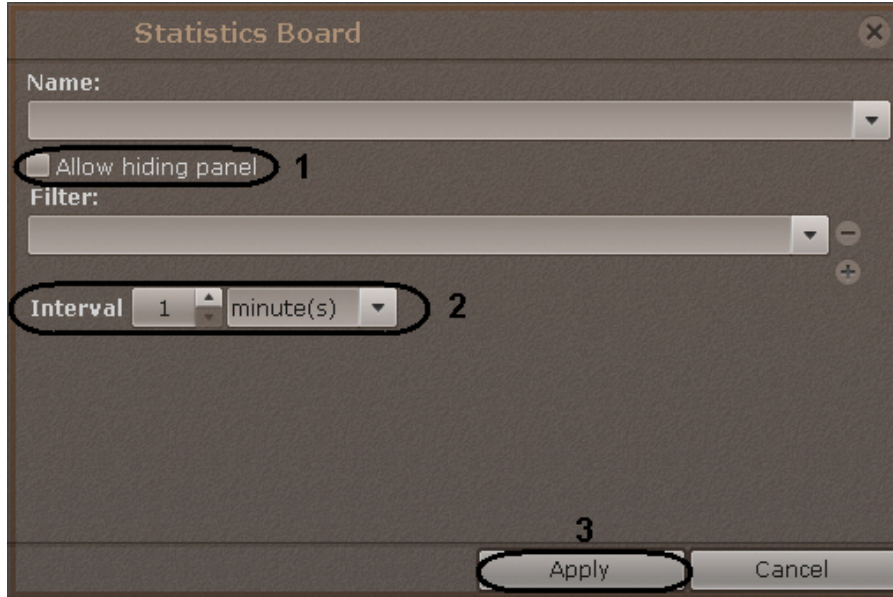 Statistics Board
Name:
Allow hiding panel 1
Filter:
Interval 1 minute(s) 2
3
Apply Cancel